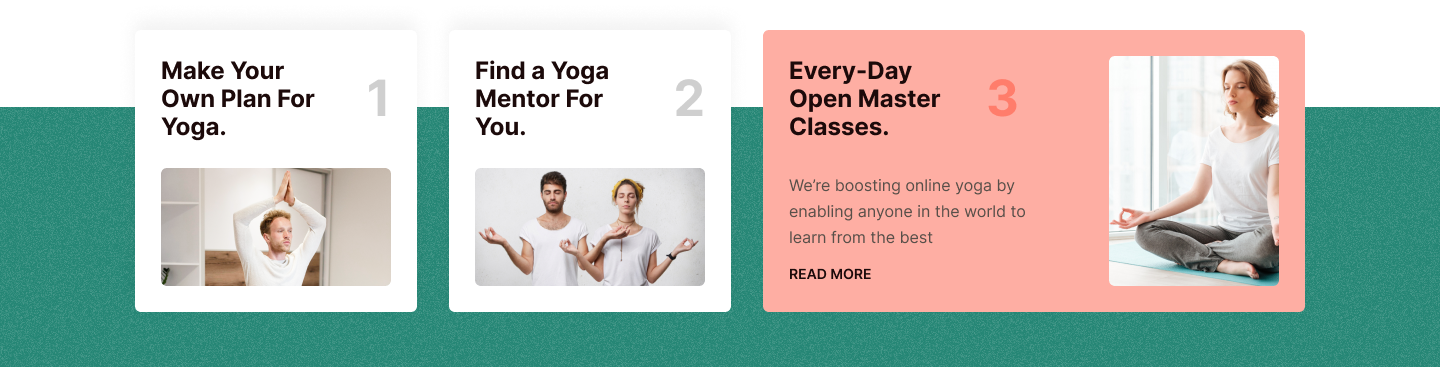 Make Your
Own Plan For
Yoga.
1
Find a Yoga
Mentor For
You.
2
Every-Day
Open Master
Classes.
3
We’re boosting online yoga by
enabling anyone in the world to
learn from the best
READ MORE